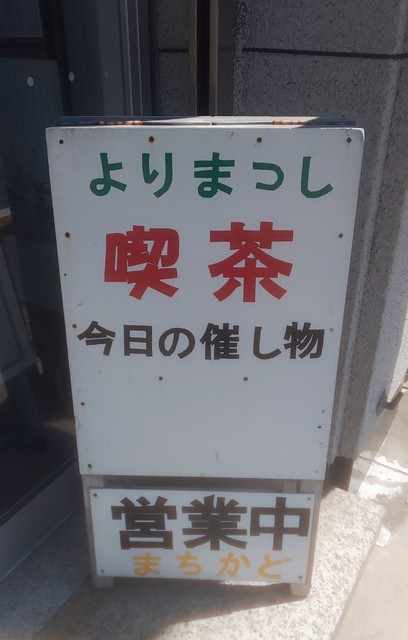 よりまっし
喫茶
今日の催し物
営業中
まちかど